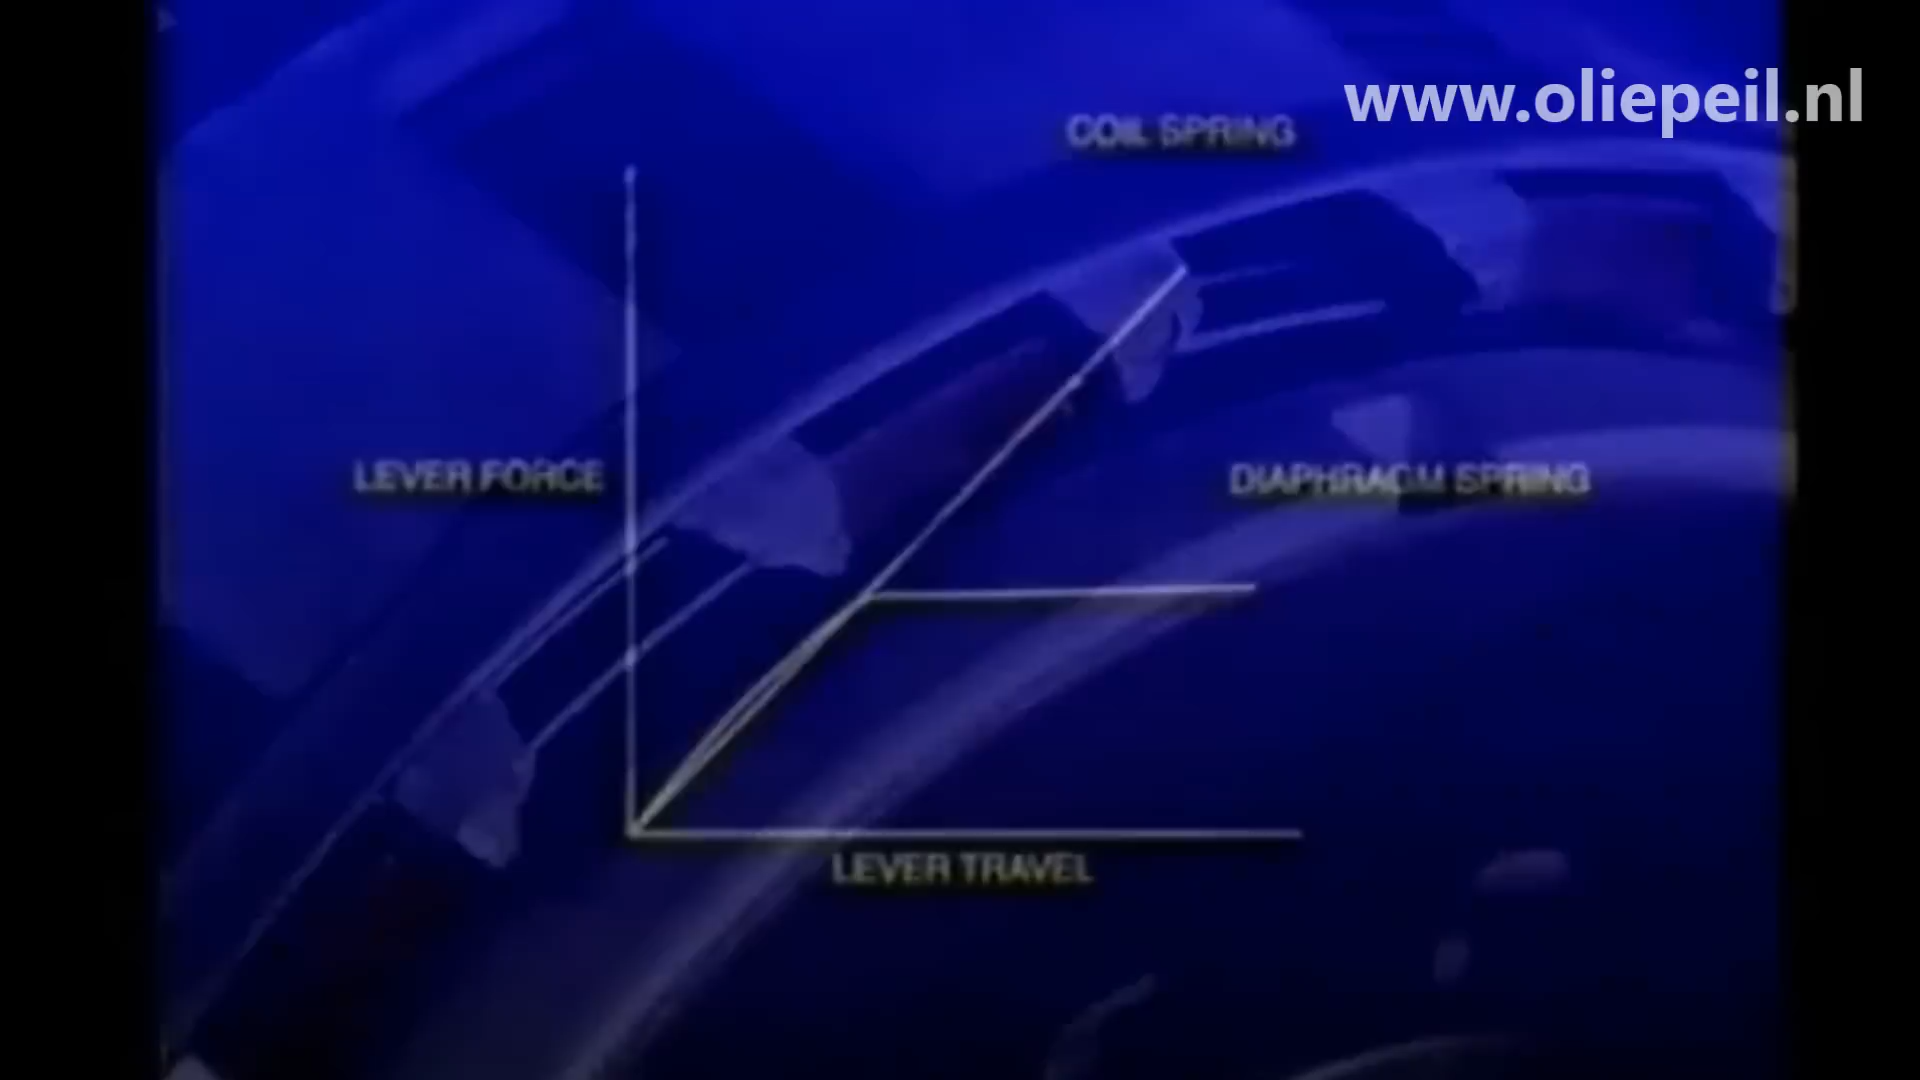 www.oliepeil.nl
COIL SPRING
LEVER FORCE
DIAPHRAGM SPRING
LEVER TRAVEL